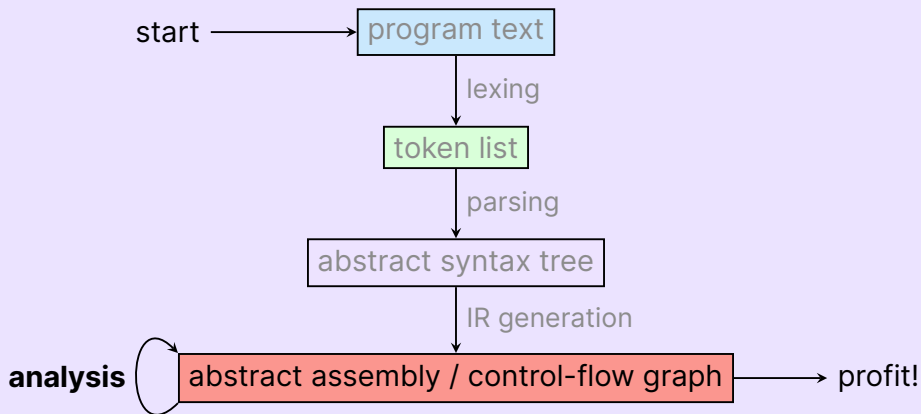 start
program text
lexing
token list
parsing
abstract syntax tree
IR generation
analysis
abstract assembly / control-flow graph
profit!